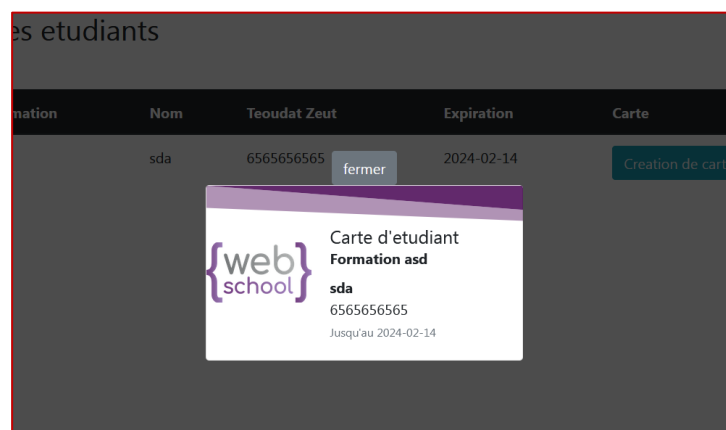 es etudiants
mation Nom Teoudat Zeut Expiration Carte
sda 6565656565 2024-02-14 Creation de cart
fermer
{web
school}
Carte d'etudiant
Formation asd
sda
6565656565
Jusqu'au 2024-02-14